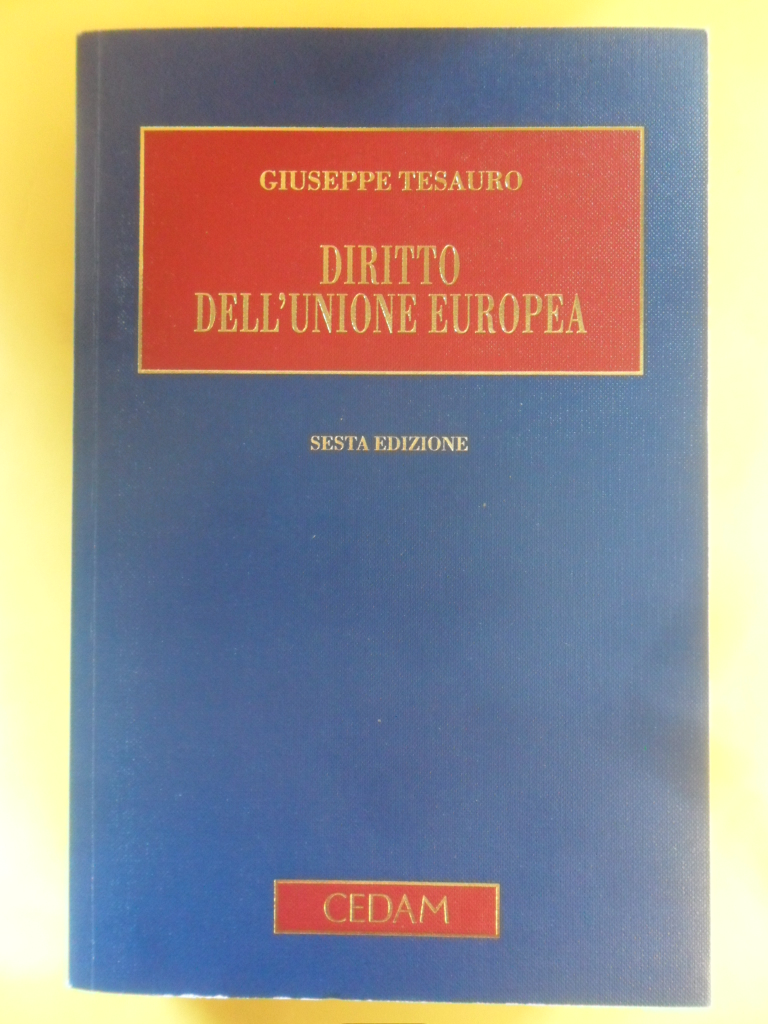 GIUSEPPE TESAURO
DIRITTO
DELL'UNIONE EUROPEA
SESTA EDIZIONE
CEDAM